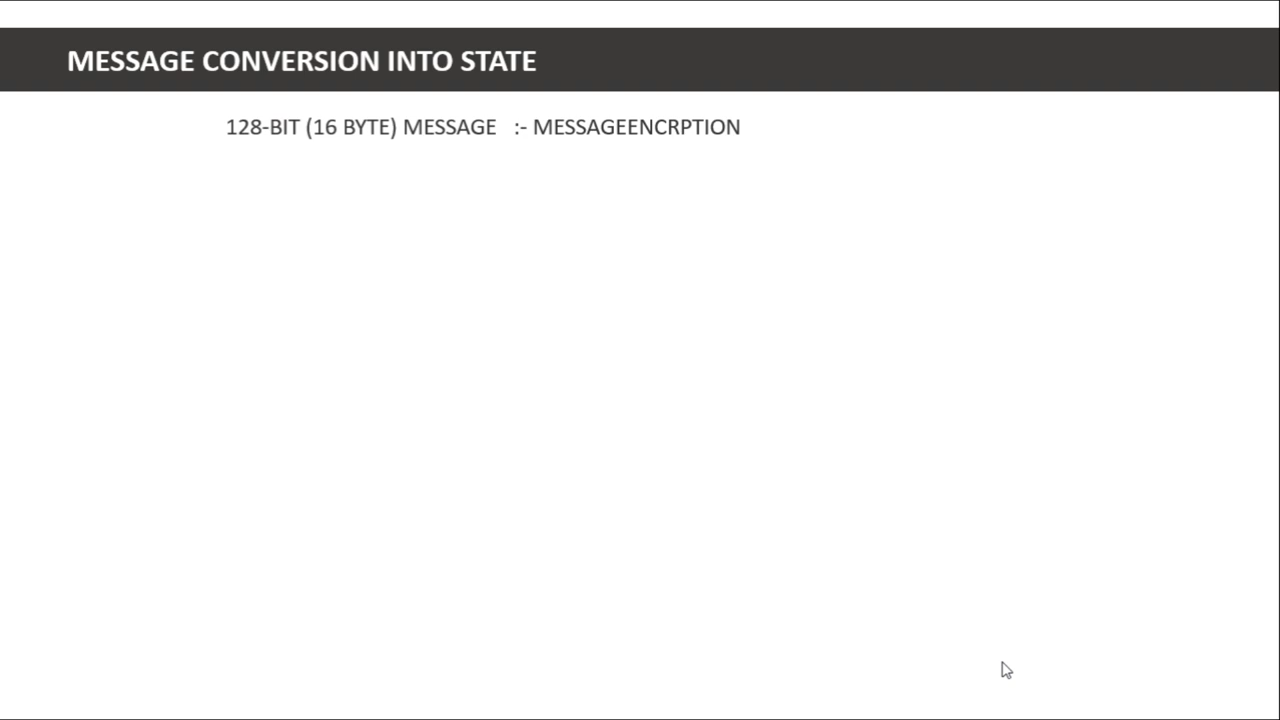 MESSAGE CONVERSION INTO STATE
128-BIT (16 BYTE) MESSAGE :- MESSAGEENCRPTION